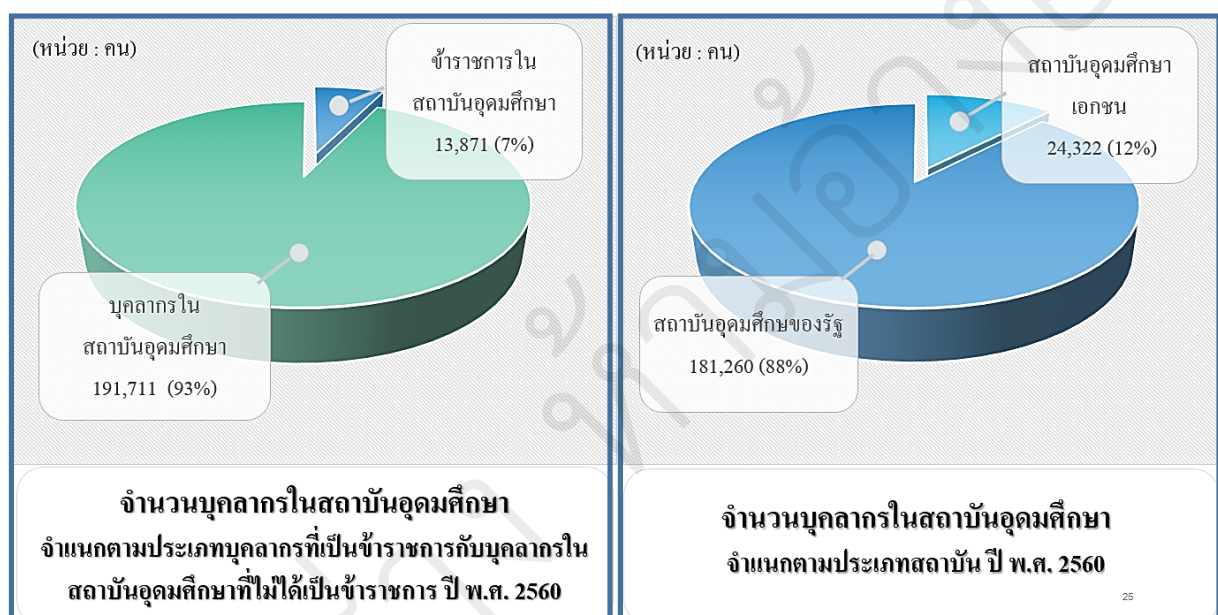 (หน่วย : คน)
ข้าราชการใน
สถาบันอุดมศึกษา
13,871 (7%)
บุคลากรใน
สถาบันอุดมศึกษา
191,711 (93%)
จำนวนบุคลากรในสถาบันอุดมศึกษา
จำแนกตามประเภทบุคลากรที่เป็นข้าราชการกับบุคลากรใน
สถาบันอุดมศึกษาที่ไม่ได้เป็นข้าราชการ ปี พ.ศ. 2560
(หน่วย : คน)
สถาบันอุดมศึกษา
เอกชน
24,322 (12%)
สถาบันอุดมศึกษของรัฐ
181,260 (88%)
จำนวนบุคลากรในสถาบันอุดมศึกษา
จำแนกตามประเภทสถาบัน ปี พ.ศ. 2560
25